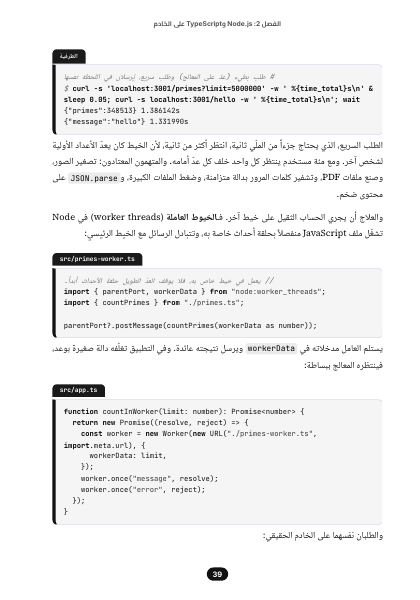 الفصل 2: Node.js وTypeScript على الخادم
الطرفية
# طلب بطيء (عدّ على المعالج) وطلب سريع، يُرسلان في اللحظة نفسها
$ curl -s 'localhost:3001/primes?limit=5000000' -w ' %{time_total}s\n' &
sleep 0.05; curl -s localhost:3001/hello -w ' %{time_total}s\n'; wait
{"primes":348513} 1.386142s
{"message":"hello"} 1.331990s
الطلب السريع، الذي يحتاج جزءاً من الملّي ثانية، انتظر أكثر من ثانية، لأن الخيط كان يعدّ الأعداد الأولية
لشخص آخر. ومع مئة مستخدم ينتظر كل واحد خلف كل عدّ أمامه. والمتهمون المعتادون: تصغير الصور،
وصنع ملفات PDF، وتشفير كلمات المرور بدالة متزامنة، وضغط الملفات الكبيرة، و JSON.parse على
محتوى ضخم.
والعلاج أن يجري الحساب الثقيل على خيط آخر. فالخيوط العاملة (worker threads) في Node
تشغّل ملف JavaScript منفصلاً بحلقة أحداث خاصة به، وتتبادل الرسائل مع الخيط الرئيسي:
src/primes-worker.ts
// يعمل في خيط خاص به، فلا يوقف العدّ الطويل حلقة الأحداث أبداً.
import { parentPort, workerData } from "node:worker_threads";
import { countPrimes } from "./primes.ts";
parentPort?.postMessage(countPrimes(workerData as number));
يستلم العامل مدخلاته في workerData ويرسل نتيجته عائدة. وفي التطبيق تغلّفه دالة صغيرة بوعد،
فينتظره المعالج ببساطة:
src/app.ts
function countInWorker(limit: number): Promise<number> {
return new Promise((resolve, reject) => {
const worker = new Worker(new URL("./primes-worker.ts",
import.meta.url), {
workerData: limit,
});
worker.once("message", resolve);
worker.once("error", reject);
});
}
والطلبان نفسهما على الخادم الحقيقي:
39